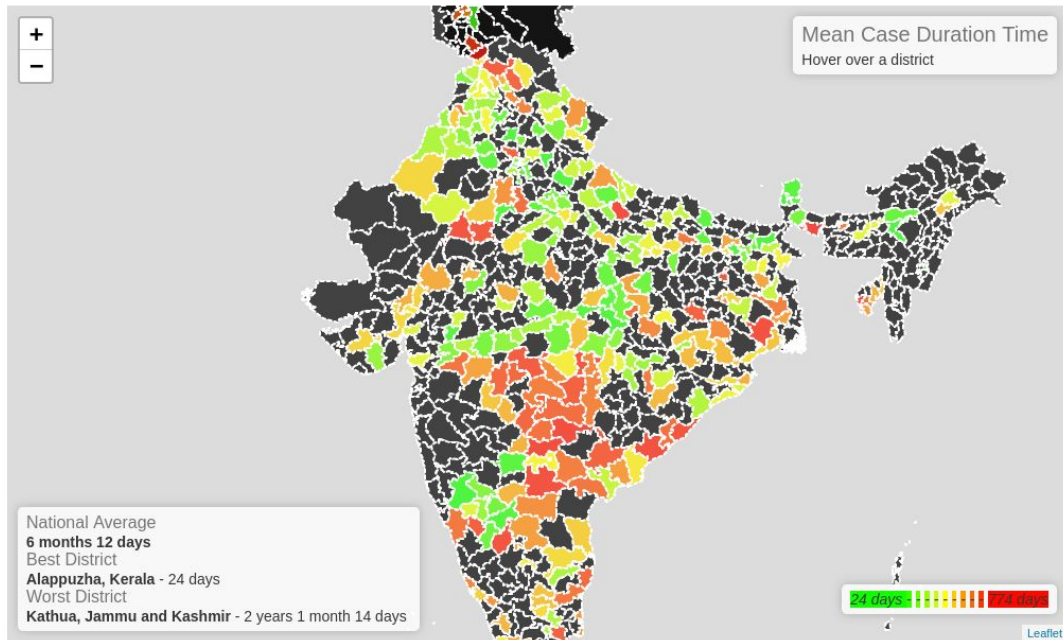 +
−
Mean Case Duration Time
Hover over a district
National Average
6 months 12 days
Best District
Alappuzha, Kerala - 24 days
Worst District
Kathua, Jammu and Kashmir - 2 years 1 month 14 days
24 days - - - - - - - - - 774 days
Leaflet